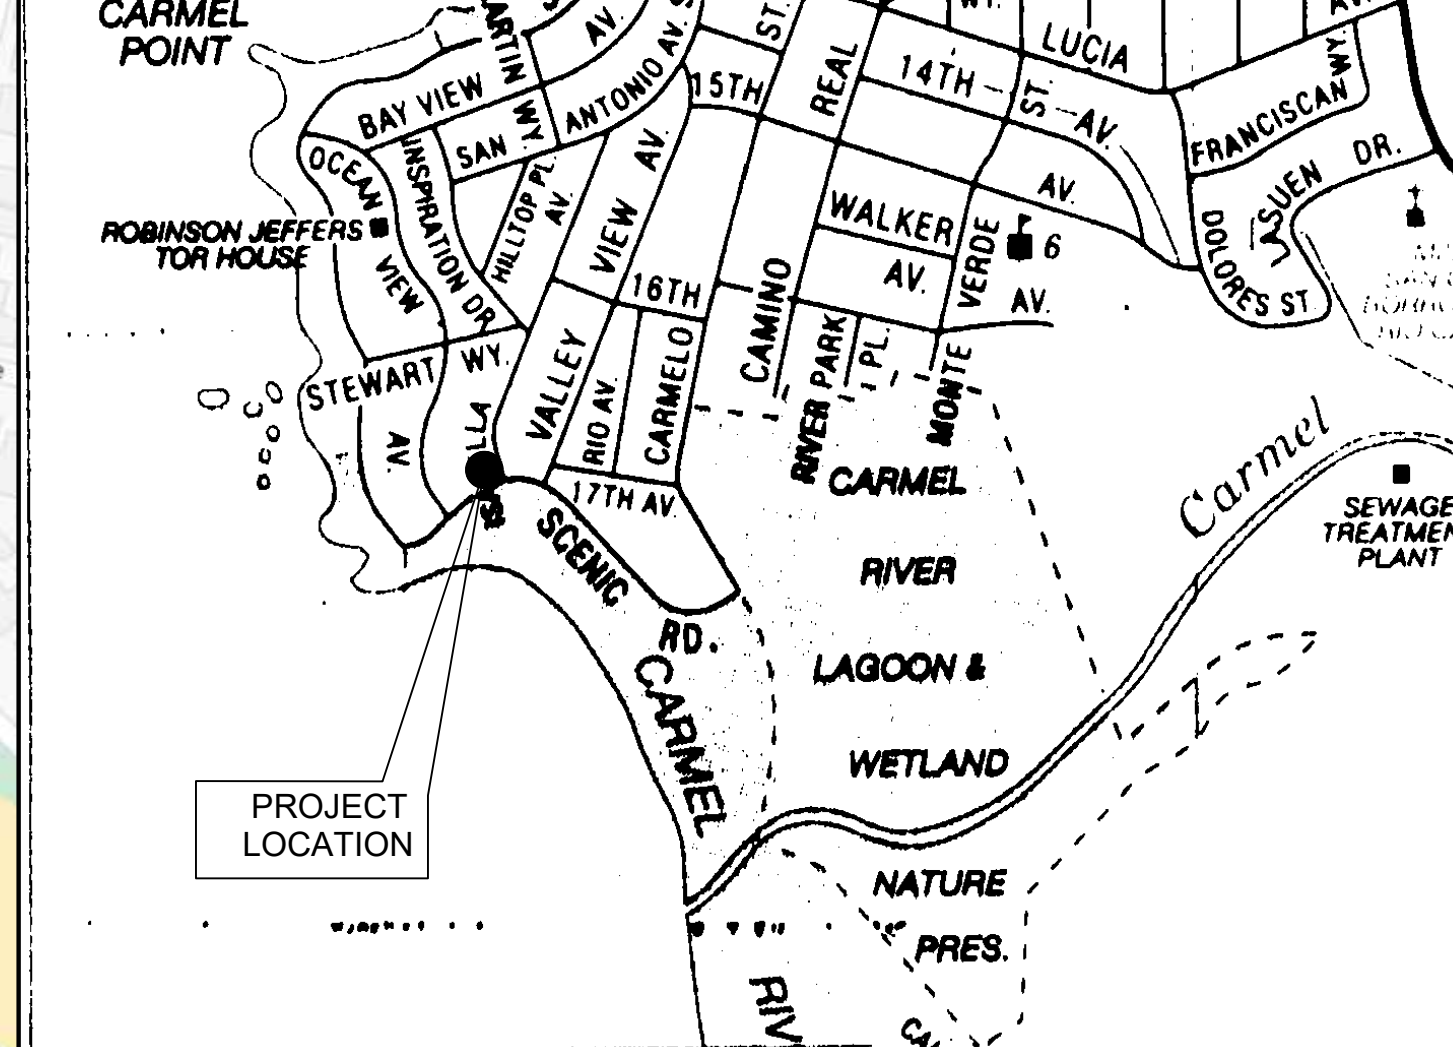 CARMEL
POINT
AV.
ST.
LUCIA
BAY VIEW
ANTONIO AV.
15TH
REAL
14TH
ST.
AV.
FRANCISCAN
WY.
OCEAN
INSPIRATION DR.
SAN
WY.
HILLTOP PL.
AV.
VIEW
AV.
WALKER
AV.
AV.
VERDE
6
AV.
DOLORES ST.
LASUEN
DR.
ROBINSON JEFFERS
TOR HOUSE
VIEW
16TH
CAMINO
STEWART WY.
VALLEY
RIO AV.
CARMELO
RIVER PARK
PL.
MONTE
AV.
17TH AV.
SCENIC
RD.
CARMEL
RIVER
LAGOON &
WETLAND
NATURE
PRES.
Carmel
SEWAGE
PLANT
CARMEL
PROJECT
LOCATION